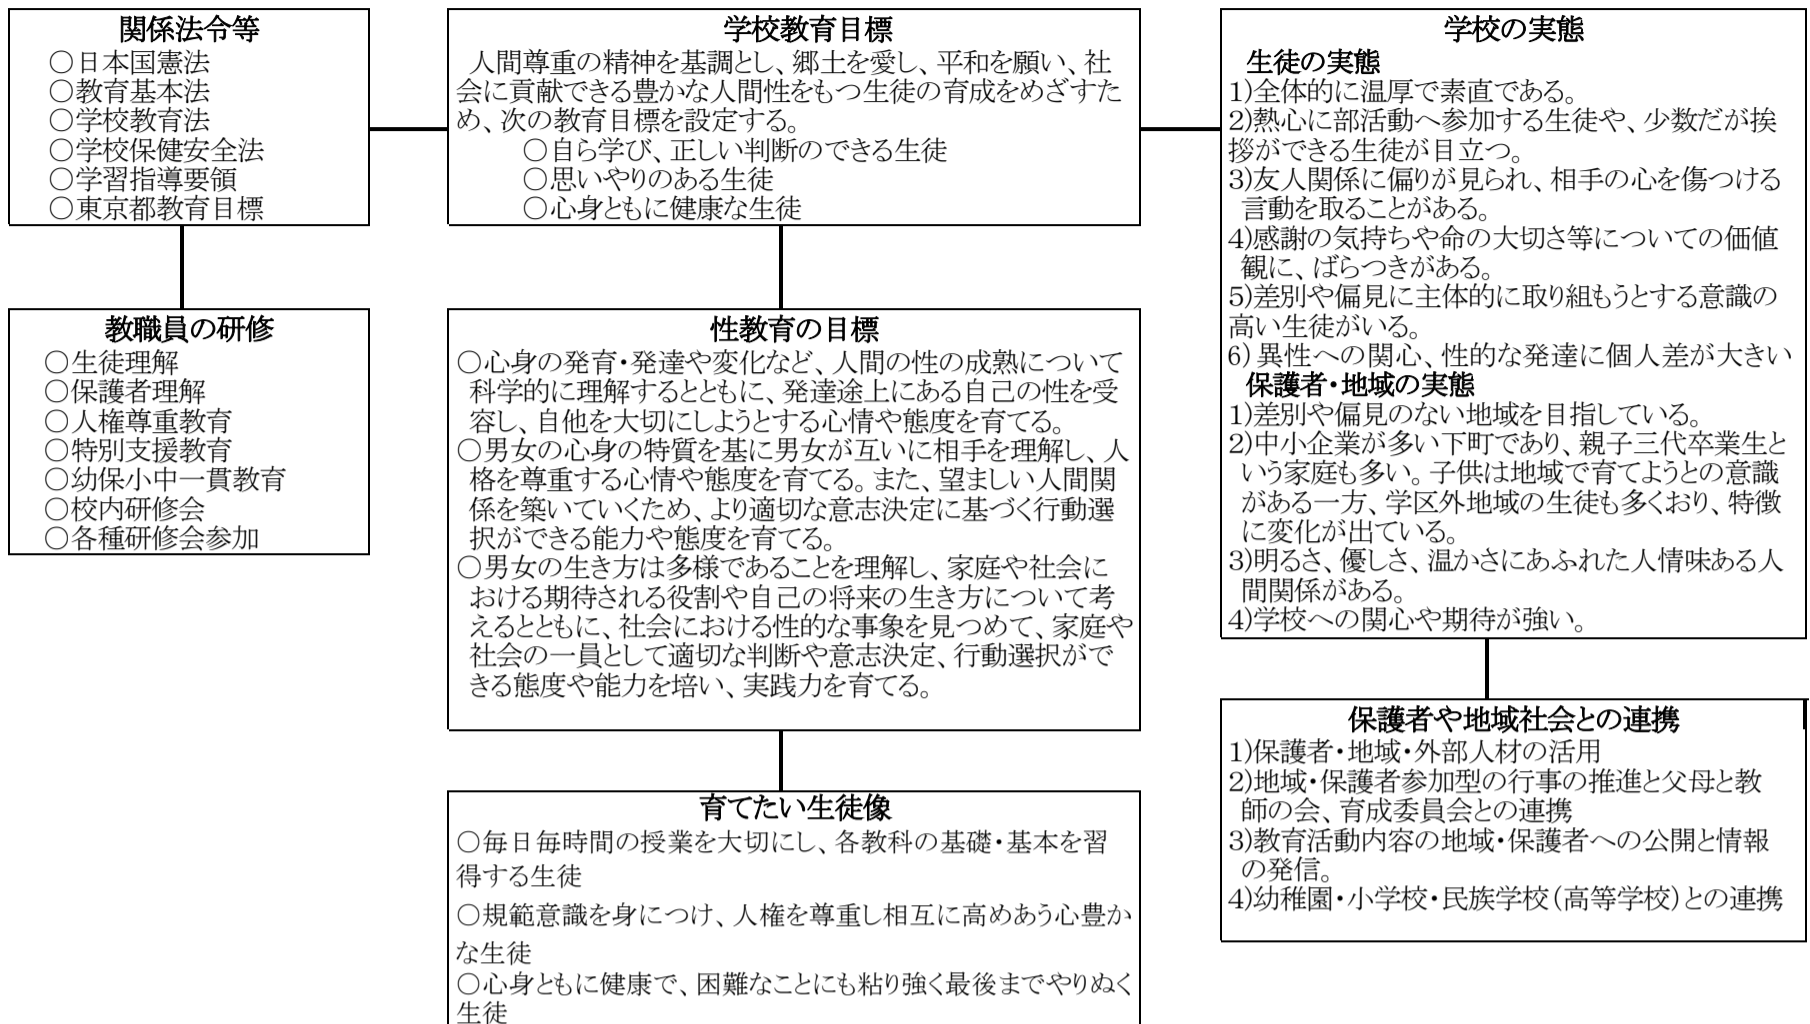 関係法令等
○日本国憲法
○教育基本法
○学校教育法
○学校保健安全法
○学習指導要領
○東京都教育目標
学校教育目標
人間尊重の精神を基調とし、郷土を愛し、平和を願い、社
会に貢献できる豊かな人間性をもつ生徒の育成をめざすた
め、次の教育目標を設定する。
○自ら学び、正しい判断のできる生徒
○思いやりのある生徒
○心身ともに健康な生徒
学校の実態
生徒の実態
1)全体的に温厚で素直である。
2)熱心に部活動へ参加する生徒や、少数だが挨
拶ができる生徒が目立つ。
3)友人関係に偏りが見られ、相手の心を傷つける
言動を取ることがある。
4)感謝の気持ちや命の大切さ等についての価値
観に、ばらつきがある。
5)差別や偏見に主体的に取り組もうとする意識の
高い生徒がいる。
6) 異性への関心、性的な発達に個人差が大きい
保護者・地域の実態
1)差別や偏見のない地域を目指している。
2)中小企業が多い下町であり、親子三代卒業生と
いう家庭も多い。子供は地域で育てようとの意識
がある一方、学区外地域の生徒も多くおり、特徴
に変化が出ている。
3)明るさ、優しさ、温かさにあふれた人情味ある人
間関係がある。
4)学校への関心や期待が強い。
教職員の研修
○生徒理解
○保護者理解
○人権尊重教育
○特別支援教育
○幼保小中一貫教育
○校内研修会
○各種研修会参加
性教育の目標
○心身の発育・発達や変化など、人間の性の成熟について
科学的に理解するとともに、発達途上にある自己の性を受
容し、自他を大切にしようとする心情や態度を育てる。
○男女の心身の特質を基に男女が互いに相手を理解し、人
格を尊重する心情や態度を育てる。また、望ましい人間関
係を築いていくため、より適切な意志決定に基づく行動選
択ができる能力や態度を育てる。
○男女の生き方は多様であることを理解し、家庭や社会に
おける期待される役割や自己の将来の生き方について考
えるとともに、社会における性的な事象を見つめて、家庭や
社会の一員として適切な判断や意志決定、行動選択がで
きる態度や能力を培い、実践力を育てる。
保護者や地域社会との連携
1)保護者・地域・外部人材の活用
2)地域・保護者参加型の行事の推進と父母と教
師の会、育成委員会との連携
3)教育活動内容の地域・保護者への公開と情報
の発信。
4)幼稚園・小学校・民族学校(高等学校)との連携
育てたい生徒像
○毎日毎時間の授業を大切にし、各教科の基礎・基本を習
得する生徒
○規範意識を身につけ、人権を尊重し相互に高めあう心豊か
な生徒
○心身ともに健康で、困難なことにも粘り強く最後までやりぬく
生徒